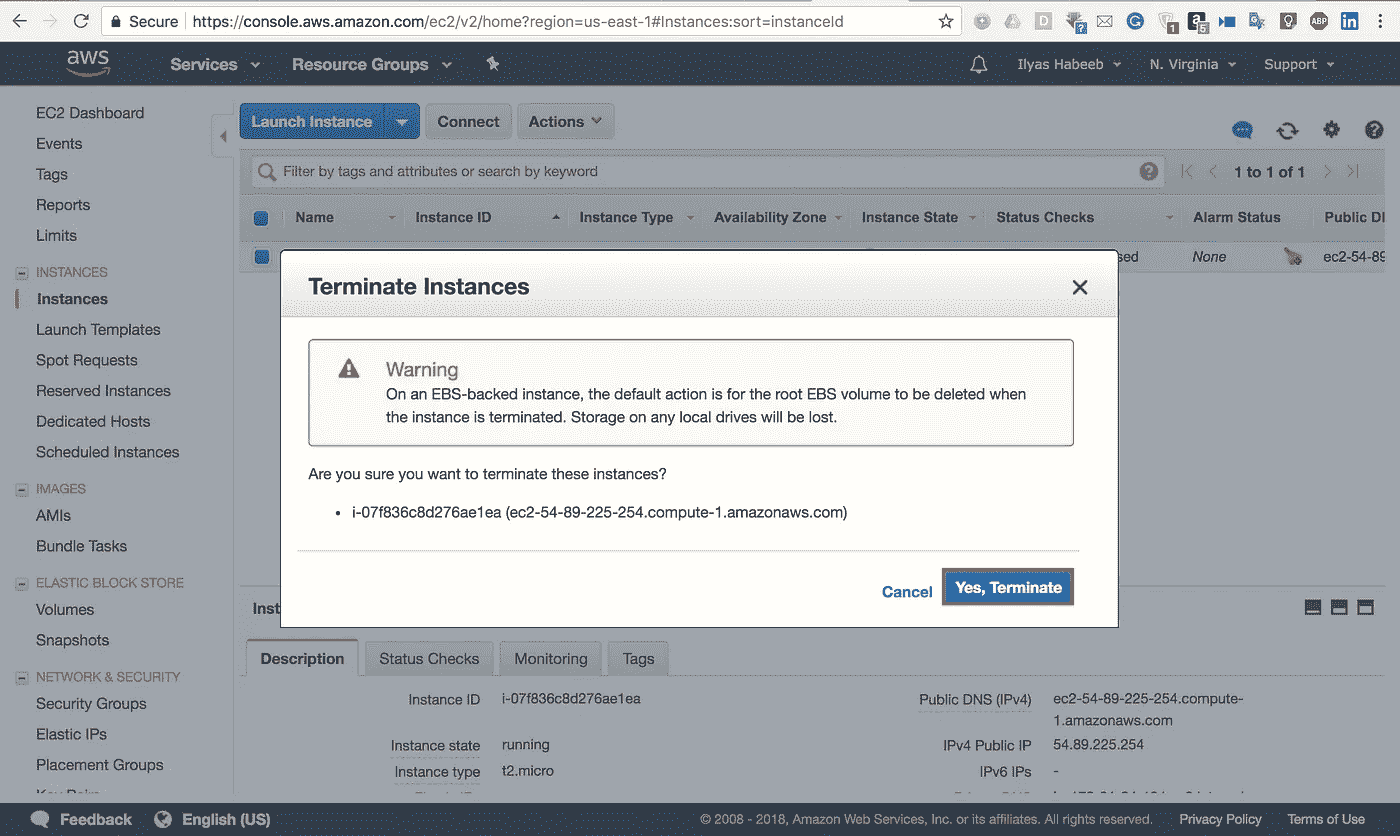 Secure https://console.aws.amazon.com/ec2/v2/home?region=us-east-1#Instances:sort=instanceId
aws Services Resource Groups Ilyas Habeeb N. Virginia Support
EC2 Dashboard
Events
Tags
Reports
Limits
INSTANCES
Instances
Launch Templates
Spot Requests
Reserved Instances
Dedicated Hosts
Scheduled Instances
IMAGES
AMIs
Bundle Tasks
ELASTIC BLOCK STORE
Volumes
Snapshots
NETWORK & SECURITY
Security Groups
Elastic IPs
Placement Groups
Launch Instance Connect Actions
Filter by tags and attributes or search by keyword 1 to 1 of 1
Name Instance ID Instance Type Availability Zone Instance State Status Checks Alarm Status Public D
sed None ec2-54-89
Terminate Instances
Warning
On an EBS-backed instance, the default action is for the root EBS volume to be deleted when
the instance is terminated. Storage on any local drives will be lost.
Are you sure you want to terminate these instances?
• i-07f836c8d276ae1ea (ec2-54-89-225-254.compute-1.amazonaws.com)
Cancel Yes, Terminate
Inst
Description Status Checks Monitoring Tags
Instance ID i-07f836c8d276ae1ea Public DNS (IPv4) ec2-54-89-225-254.compute-
1.amazonaws.com
Instance state running IPv4 Public IP 54.89.225.254
Instance type t2.micro IPv6 IPs -
Feedback English (US) © 2008 - 2018, Amazon Web Services, Inc. or its affiliates. All rights reserved. Privacy Policy Terms of Use